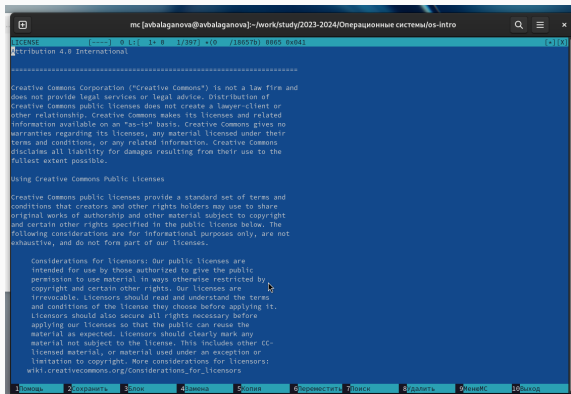 mc [avbalaganova@avbalaganova]:~/work/study/2023-2024/Операционные системы/os-intro
LICENSE [----] 0 L:[ 1+ 0 1/397] *(0 /18657b) 0065 0x041 [*][X]
Attribution 4.0 International
=======================================================================
Creative Commons Corporation ("Creative Commons") is not a law firm and
does not provide legal services or legal advice. Distribution of
Creative Commons public licenses does not create a lawyer-client or
other relationship. Creative Commons makes its licenses and related
information available on an "as-is" basis. Creative Commons gives no
warranties regarding its licenses, any material licensed under their
terms and conditions, or any related information. Creative Commons
disclaims all liability for damages resulting from their use to the
fullest extent possible.
Using Creative Commons Public Licenses
Creative Commons public licenses provide a standard set of terms and
conditions that creators and other rights holders may use to share
original works of authorship and other material subject to copyright
and certain other rights specified in the public license below. The
following considerations are for informational purposes only, are not
exhaustive, and do not form part of our licenses.
Considerations for licensors: Our public licenses are
intended for use by those authorized to give the public
permission to use material in ways otherwise restricted by
copyright and certain other rights. Our licenses are
irrevocable. Licensors should read and understand the terms
and conditions of the license they choose before applying it.
Licensors should also secure all rights necessary before
applying our licenses so that the public can reuse the
material as expected. Licensors should clearly mark any
material not subject to the license. This includes other CC-
licensed material, or material used under an exception or
limitation to copyright. More considerations for licensors:
wiki.creativecommons.org/Considerations_for_licensors
1Помощь 2Сохранить 3Блок 4Замена 5Копия 6Переместить 7Поиск 8Удалить 9МенюMC 10Выход